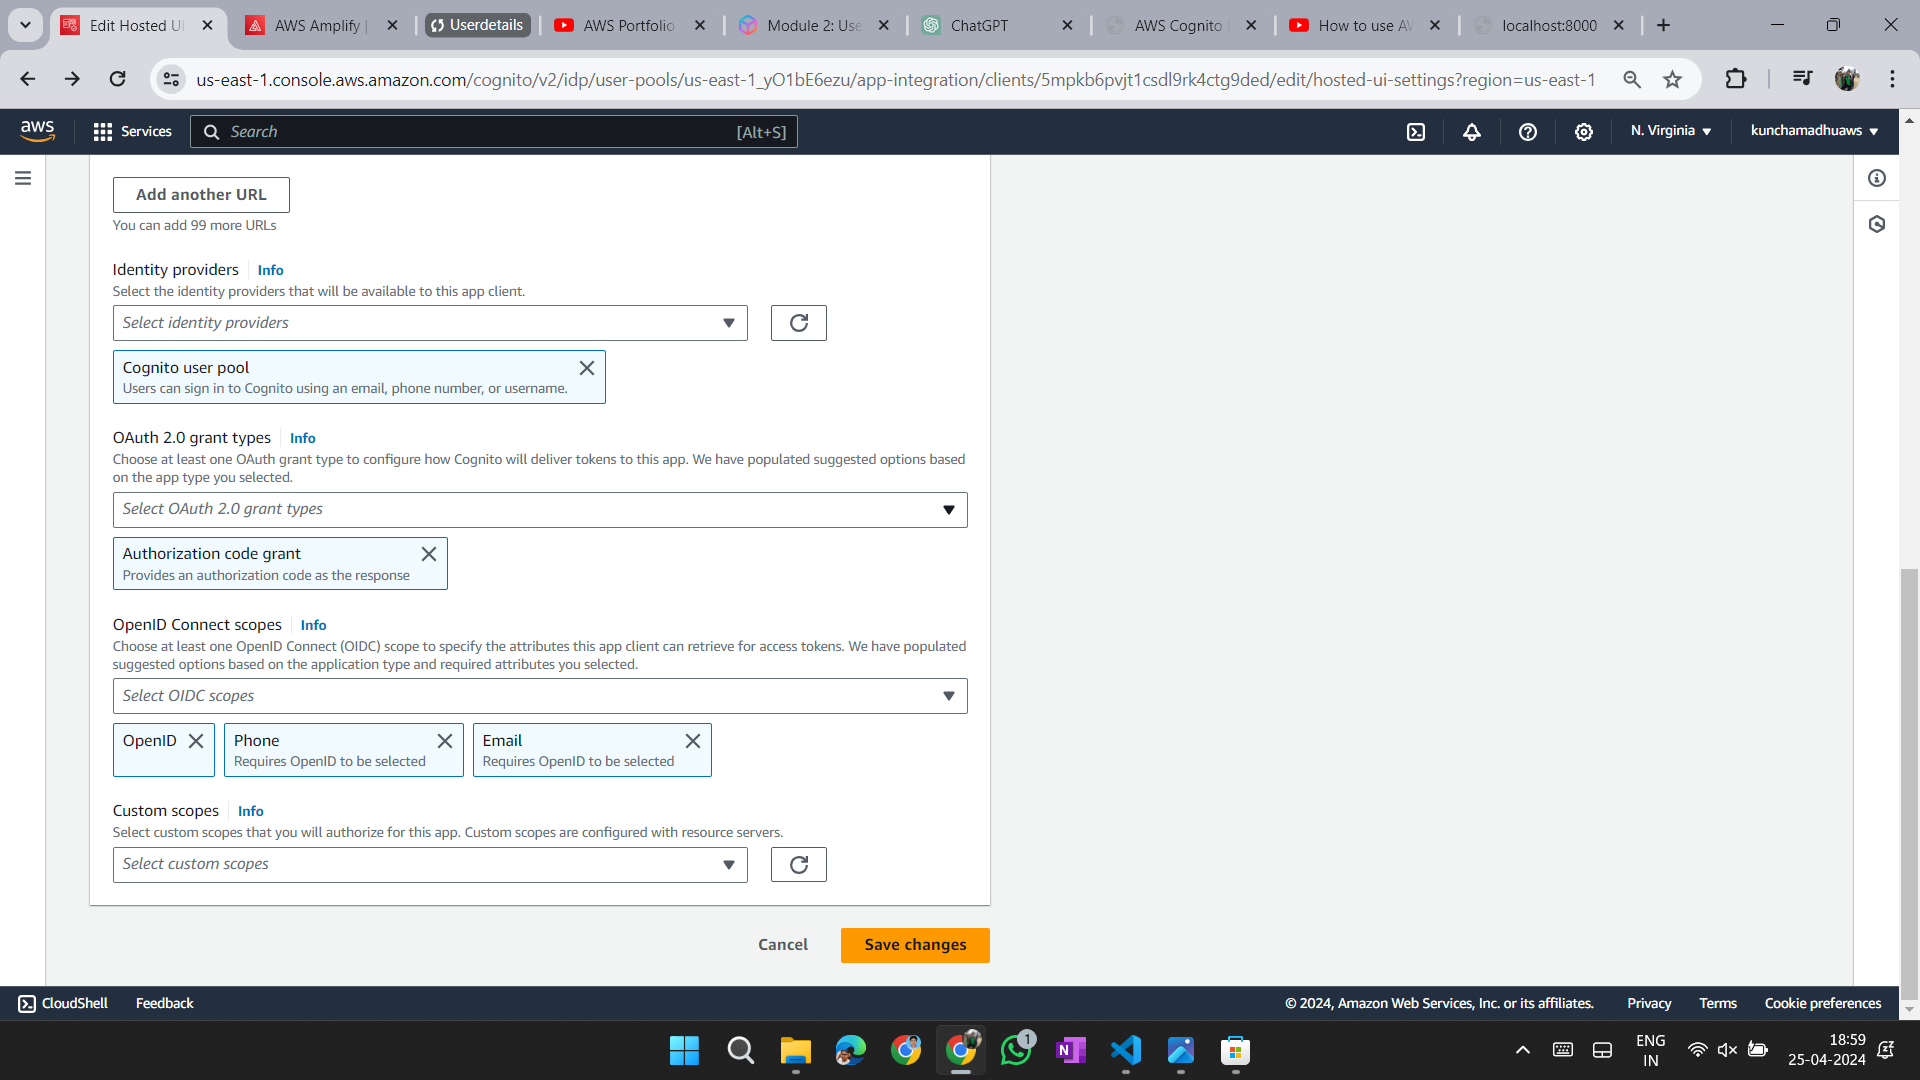 Edit Hosted UI
AWS Amplify |
Userdetails
AWS Portfolio
Module 2: Use
ChatGPT
AWS Cognito
How to use AW
localhost:8000
us-east-1.console.aws.amazon.com/cognito/v2/idp/user-pools/us-east-1_yO1bE6ezu/app-integration/clients/5mpkb6pvjt1csdl9rk4ctg9ded/edit/hosted-ui-settings?region=us-east-1
aws
Services
Search
[Alt+S]
N. Virginia
kunchamadhuaws
Add another URL
You can add 99 more URLs
Identity providers
Info
Select the identity providers that will be available to this app client.
Select identity providers
Cognito user pool
Users can sign in to Cognito using an email, phone number, or username.
OAuth 2.0 grant types
Info
Choose at least one OAuth grant type to configure how Cognito will deliver tokens to this app. We have populated suggested options based
on the app type you selected.
Select OAuth 2.0 grant types
Authorization code grant
Provides an authorization code as the response
OpenID Connect scopes
Info
Choose at least one OpenID Connect (OIDC) scope to specify the attributes this app client can retrieve for access tokens. We have populated
suggested options based on the application type and required attributes you selected.
Select OIDC scopes
OpenID
Phone
Requires OpenID to be selected
Email
Requires OpenID to be selected
Custom scopes
Info
Select custom scopes that you will authorize for this app. Custom scopes are configured with resource servers.
Select custom scopes
Cancel
Save changes
CloudShell
Feedback
© 2024, Amazon Web Services, Inc. or its affiliates.
Privacy
Terms
Cookie preferences
1
N
ENG
IN
18:59
25-04-2024